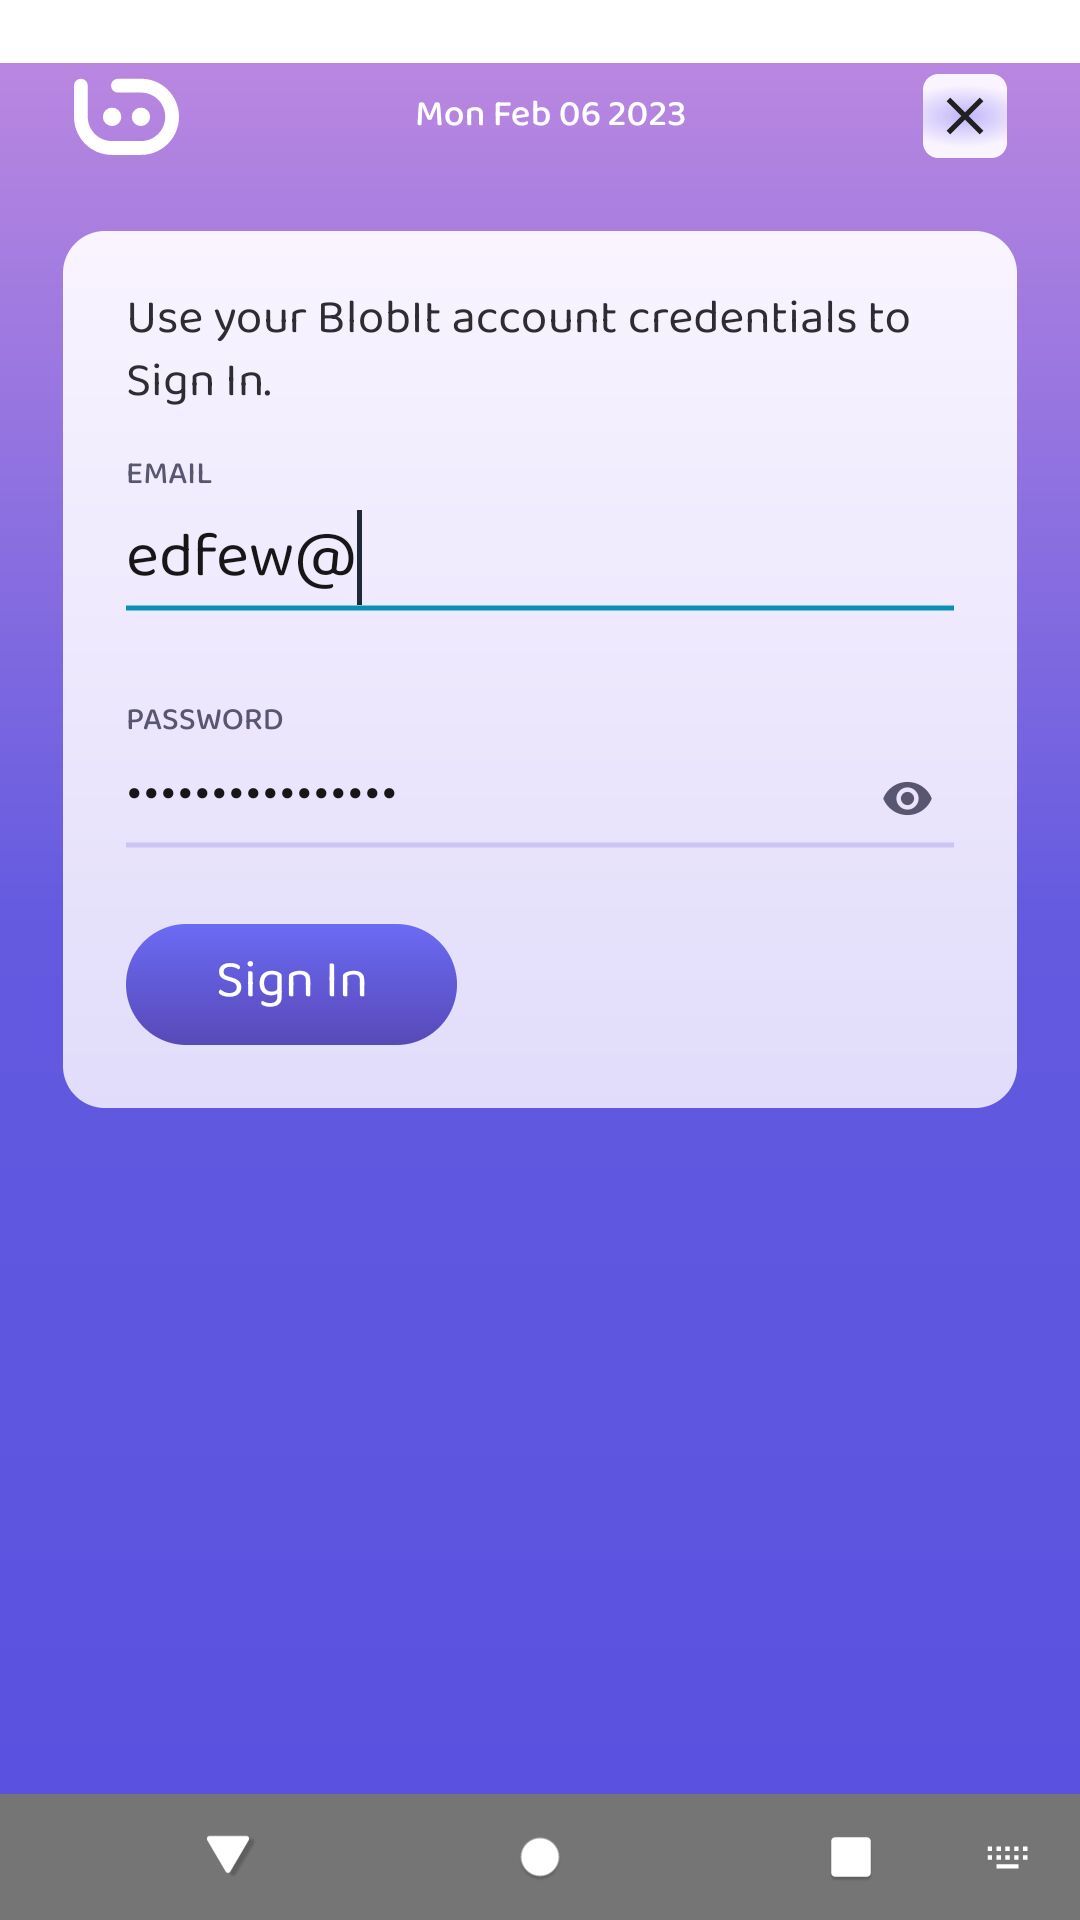 Mon Feb 06 2023
Use your BlobIt account credentials to
Sign In.
EMAIL
edfew@
PASSWORD
••••••••••••••••
Sign In